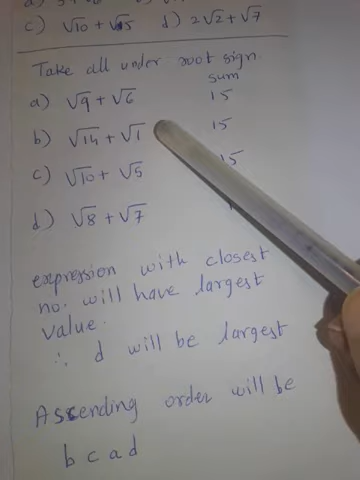 c) √10 + √5 d) 2√2 + √7
Take all under root sign.
sum
a) √9 + √6 15
b) √14 + √1 15
c) √10 + √5 15
d) √8 + √7
expression with closest
no. will have largest
value.
∴ d will be largest
Ascending order will be
b c a d